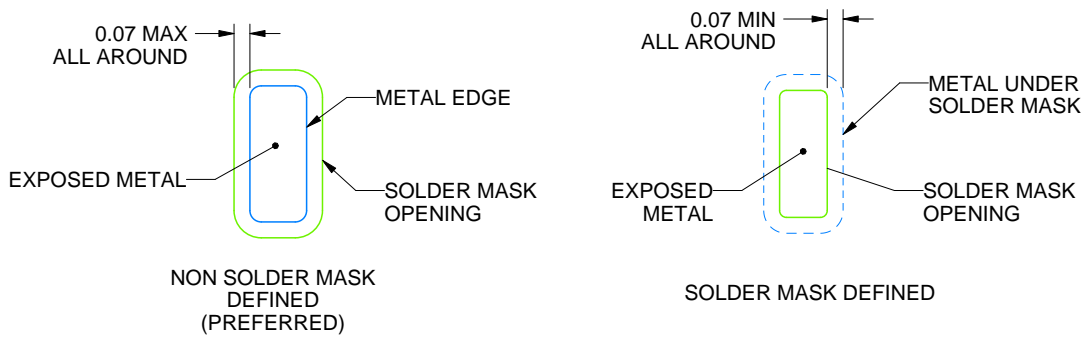 0.07 MAX
ALL AROUND
METAL EDGE
EXPOSED METAL
SOLDER MASK
OPENING
NON SOLDER MASK
DEFINED
(PREFERRED)
0.07 MIN
ALL AROUND
METAL UNDER
SOLDER MASK
EXPOSED
METAL
SOLDER MASK
OPENING
SOLDER MASK DEFINED